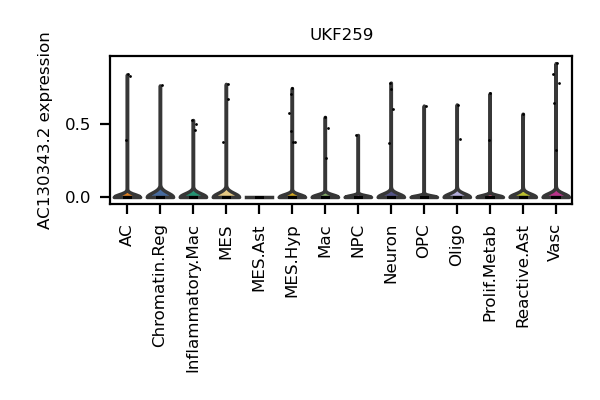 UKF259
AC130343.2 expression
0.5
0.0
AC
Chromatin.Reg
Inflammatory.Mac
MES
MES.Ast
MES.Hyp
Mac
NPC
Neuron
OPC
Oligo
Prolif.Metab
Reactive.Ast
Vasc